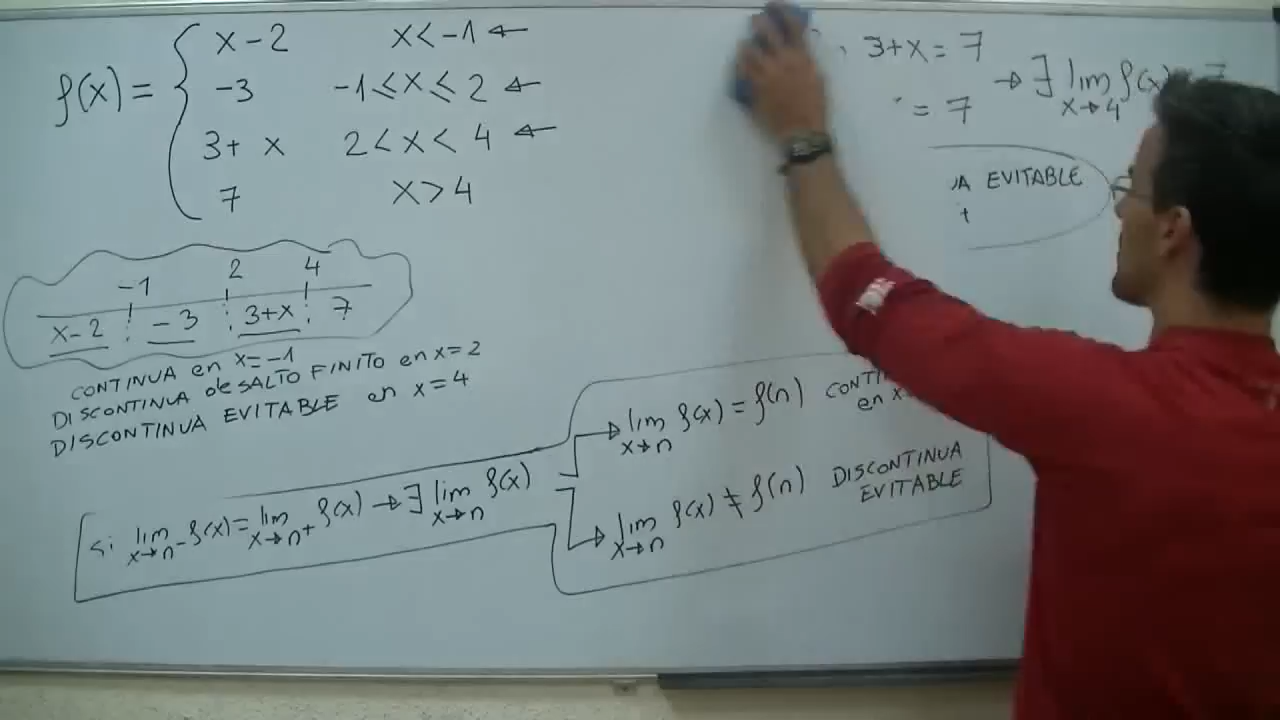 f(x) = { x-2 x < -1 ←
-3 -1 ≤ x ≤ 2 ←
3+ x 2 < x < 4 ←
7 x > 4
-1 2 4
x-2 -3 3+x 7
CONTINUA en x=-1
DISCONTINUA de SALTO FINITO en x=2
DISCONTINUA EVITABLE en x=4
3+x = 7
= 7
→ ∃ lim f(x)
x→4
EVITABLE
Si lim f(x) = lim f(x) → ∃ lim f(x)
x→n- x→n+ x→n
→ lim f(x) = f(n)
x→n
en
→ lim f(x) ≠ f(n) DISCONTINUA
x→n EVITABLE